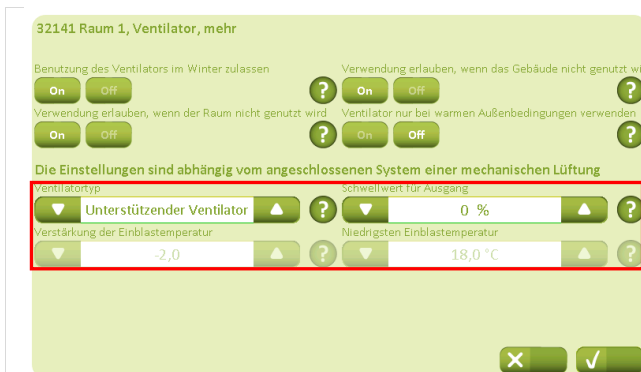 32141 Raum 1, Ventilator, mehr
Benutzung des Ventilators im Winter zulassen
Verwendung erlauben, wenn das Gebäude nicht genutzt wi
On Off ? On Off ?
Verwendung erlauben, wenn der Raum nicht genutzt wird
Ventilator nur bei warmen Außenbedingungen verwenden
On Off ? On Off ?
Die Einstellungen sind abhängig vom angeschlossenen System einer mechanischen Lüftung
Ventilatortyp
Schwellwert für Ausgang
Unterstützender Ventilator ? 0 % ?
Verstärkung der Einblastemperatur
Niedrigsten Einblastemperatur
-2,0 ? 18,0 °C ?